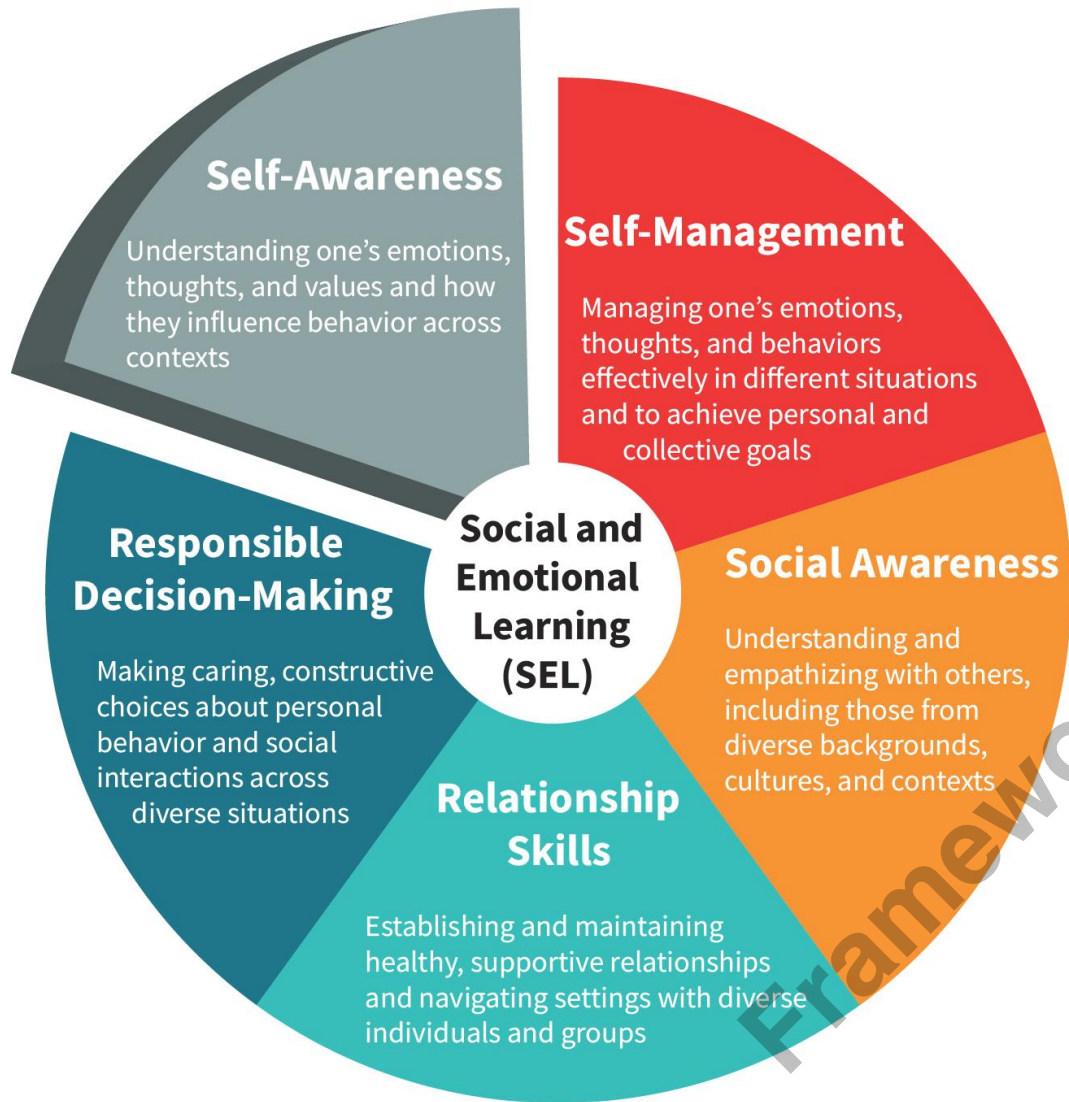 Self-Awareness
Understanding one’s emotions,
thoughts, and values and how
they influence behavior across
contexts
Self-Management
Managing one’s emotions,
thoughts, and behaviors
effectively in different situations
and to achieve personal and
collective goals
Social Awareness
Understanding and
empathizing with others,
including those from
diverse backgrounds,
cultures, and contexts
Relationship
Skills
Establishing and maintaining
healthy, supportive relationships
and navigating settings with diverse
individuals and groups
Responsible
Decision-Making
Making caring, constructive
choices about personal
behavior and social
interactions across
diverse situations
Social and
Emotional
Learning
(SEL)